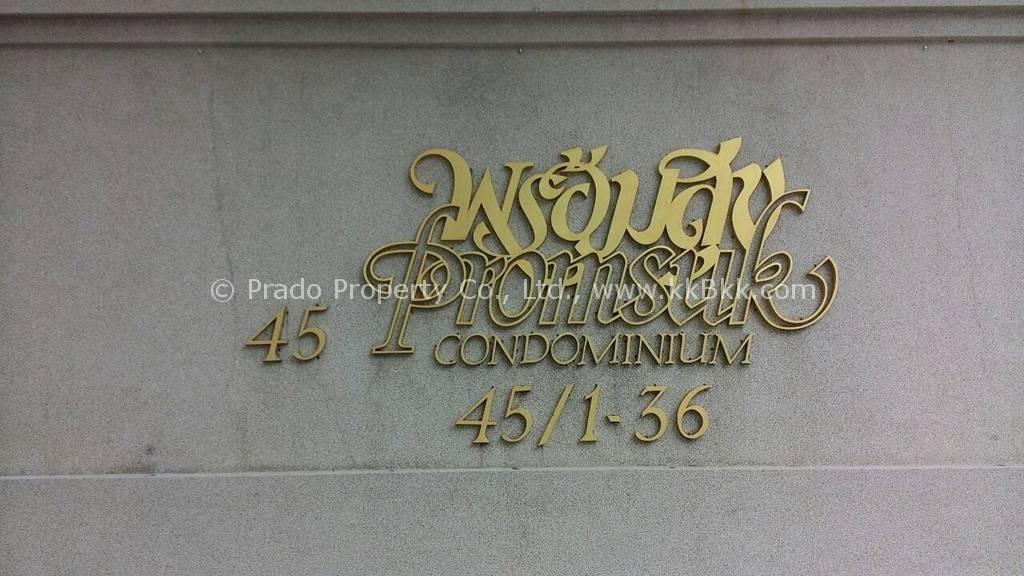 พร้อมสุข
Promsuk
© Prado Property Co., Ltd., www.kkBkk.com
45
CONDOMINIUM
45/1-36